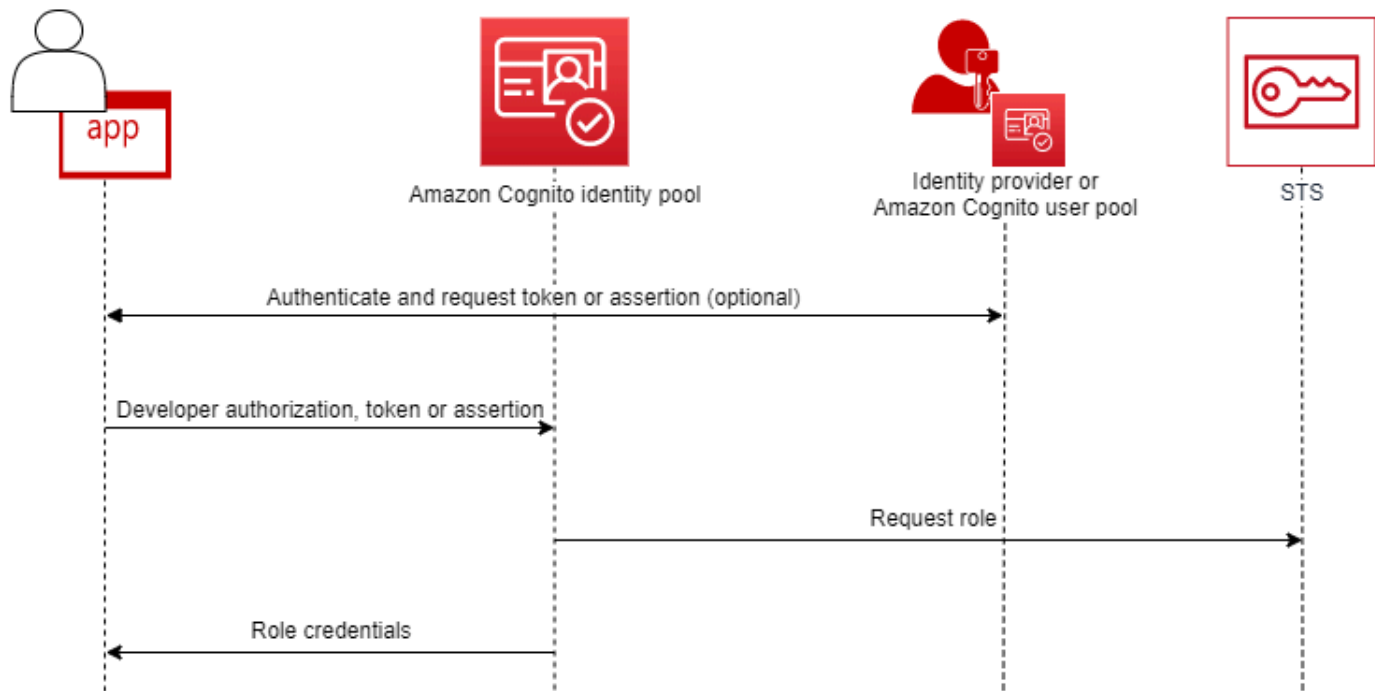 app
Amazon Cognito identity pool
Identity provider or
Amazon Cognito user pool
STS
Authenticate and request token or assertion (optional)
Developer authorization, token or assertion
Request role
Role credentials